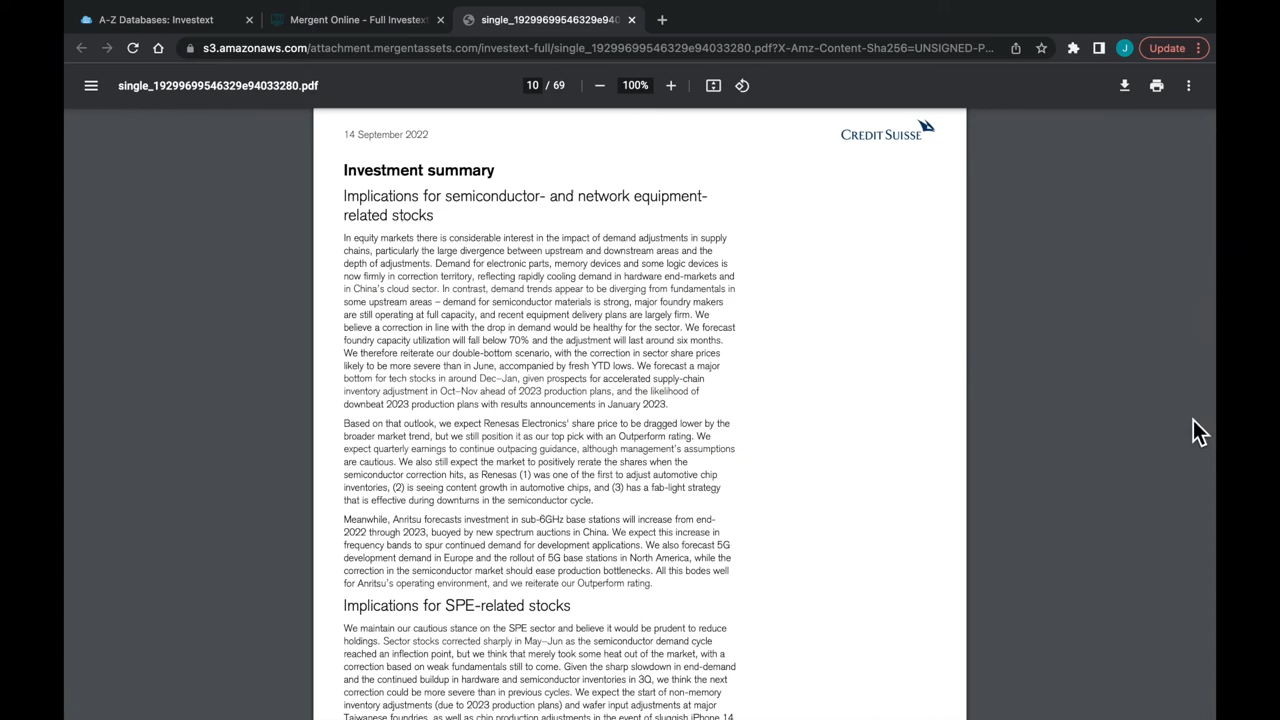 A-Z Databases: Investext
Mergent Online - Full Investext
single_19299699546329e940
s3.amazonaws.com/attachment.mergentassets.com/investext-full/single_19299699546329e94033280.pdf?X-Amz-Content-Sha256=UNSIGNED-P...
J
Update
single_19299699546329e94033280.pdf
10 / 69
100%
14 September 2022
CREDIT SUISSE
Investment summary
Implications for semiconductor- and network equipment-
related stocks
In equity markets there is considerable interest in the impact of demand adjustments in supply
chains, particularly the large divergence between upstream and downstream areas and the
depth of adjustments. Demand for electronic parts, memory devices and some logic devices is
now firmly in correction territory, reflecting rapidly cooling demand in hardware end-markets and
in China's cloud sector. In contrast, demand trends appear to be diverging from fundamentals in
some upstream areas – demand for semiconductor materials is strong, major foundry makers
are still operating at full capacity, and recent equipment delivery plans are largely firm. We
believe a correction in line with the drop in demand would be healthy for the sector. We forecast
foundry capacity utilization will fall below 70% and the adjustment will last around six months.
We therefore reiterate our double-bottom scenario, with the correction in sector share prices
likely to be more severe than in June, accompanied by fresh YTD lows. We forecast a major
bottom for tech stocks in around Dec–Jan, given prospects for accelerated supply-chain
inventory adjustment in Oct–Nov ahead of 2023 production plans, and the likelihood of
downbeat 2023 production plans with results announcements in January 2023.
Based on that outlook, we expect Renesas Electronics' share price to be dragged lower by the
broader market trend, but we still position it as our top pick with an Outperform rating. We
expect quarterly earnings to continue outpacing guidance, although management's assumptions
are cautious. We also still expect the market to positively rerate the shares when the
semiconductor correction hits, as Renesas (1) was one of the first to adjust automotive chip
inventories, (2) is seeing content growth in automotive chips, and (3) has a fab-light strategy
that is effective during downturns in the semiconductor cycle.
Meanwhile, Anritsu forecasts investment in sub-6GHz base stations will increase from end-
2022 through 2023, buoyed by new spectrum auctions in China. We expect this increase in
frequency bands to spur continued demand for development applications. We also forecast 5G
development demand in Europe and the rollout of 5G base stations in North America, while the
correction in the semiconductor market should ease production bottlenecks. All this bodes well
for Anritsu's operating environment, and we reiterate our Outperform rating.
Implications for SPE-related stocks
We maintain our cautious stance on the SPE sector and believe it would be prudent to reduce
holdings. Sector stocks corrected sharply in May–Jun as the semiconductor demand cycle
reached an inflection point, but we think that merely took some heat out of the market, with a
correction based on weak fundamentals still to come. Given the sharp slowdown in end-demand
and the continued buildup in hardware and semiconductor inventories in 3Q, we think the next
correction could be more severe than in previous cycles. We expect the start of non-memory
inventory adjustments (due to 2023 production plans) and wafer input adjustments at major
Taiwanese foundries, as well as chip production adjustments in the event of sluggish iPhone 14